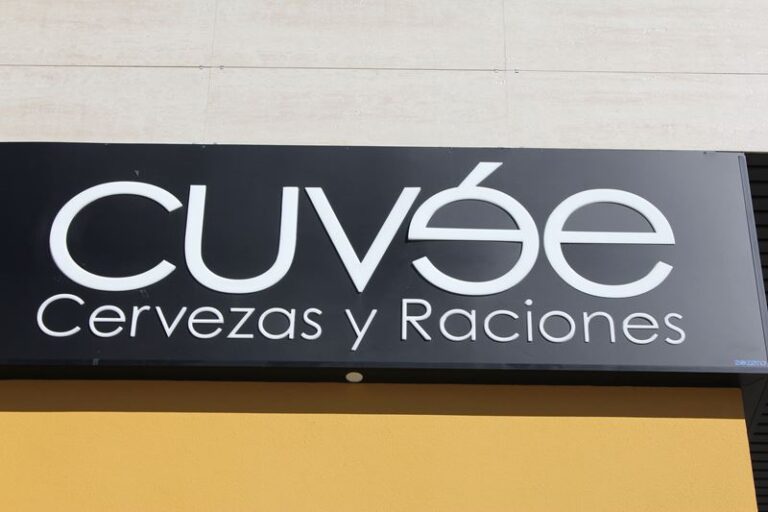 cuvée
Cervezas y Raciones